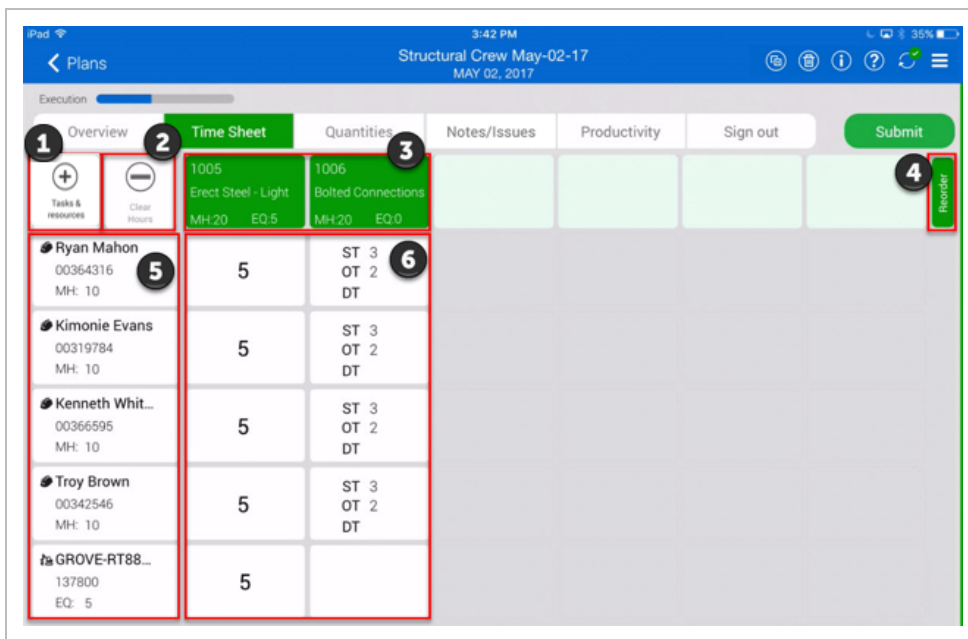 iPad 3:42 PM 35%
Plans
Structural Crew May-02-17
MAY 02, 2017
Execution
Overview Time Sheet Quantities Notes/Issues Productivity Sign out Submit
1 2 3 4
Tasks & resources
Clear Hours
1005
Erect Steel - Light
MH:20 EQ:5
1006
Bolted Connections
MH:20 EQ:0
Reorder
5 6
Ryan Mahon
00364316
MH: 10
5
ST 3
OT 2
DT
Kimonie Evans
00319784
MH: 10
5
ST 3
OT 2
DT
Kenneth Whit...
00366595
MH: 10
5
ST 3
OT 2
DT
Troy Brown
00342546
MH: 10
5
ST 3
OT 2
DT
GROVE-RT88...
137800
EQ: 5
5